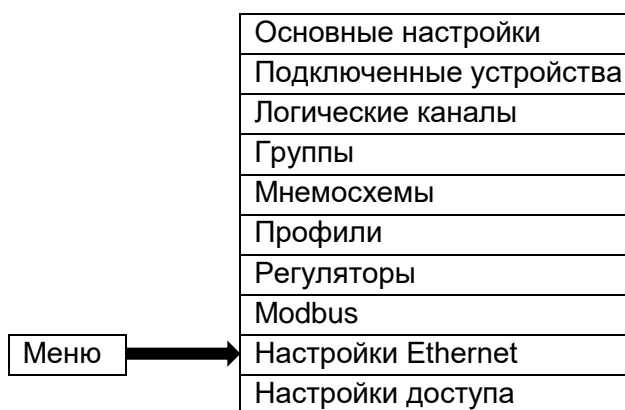 Основные настройки
Подключенные устройства
Логические каналы
Группы
Мнемосхемы
Профили
Регуляторы
Modbus
Меню
Настройки Ethernet
Настройки доступа